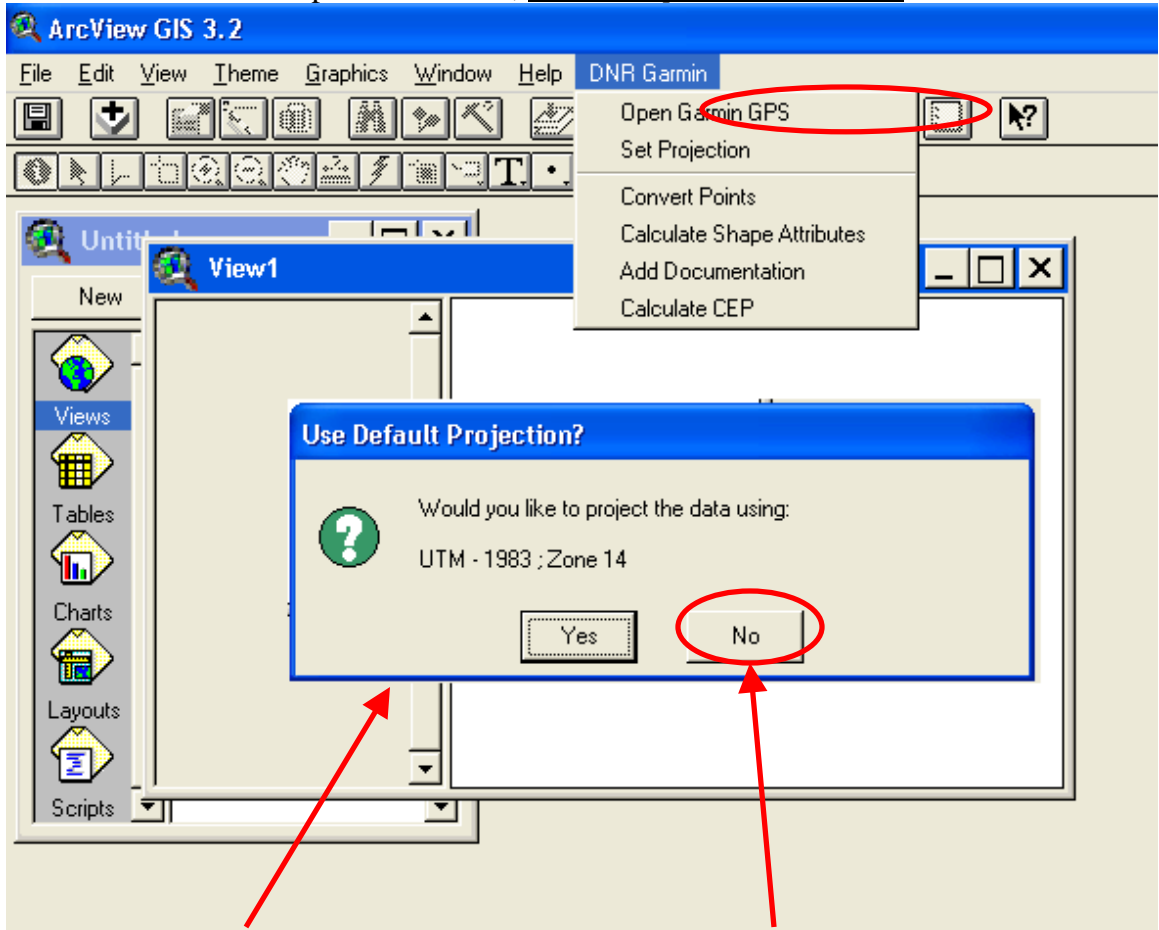 ArcView GIS 3.2
File Edit View Theme Graphics Window Help DNR Garmin
Open Garmin GPS
Set Projection
Convert Points
Calculate Shape Attributes
Add Documentation
Calculate CEP
View1
New
Views
Tables
Charts
Layouts
Scripts
Use Default Projection?
Would you like to project the data using:
UTM - 1983 ; Zone 14
Yes No